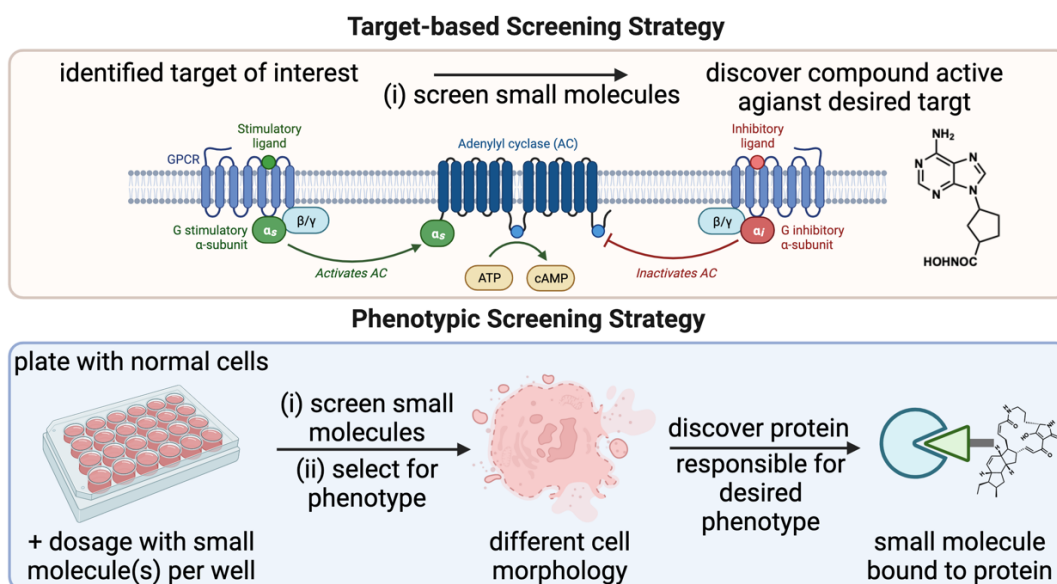 Target-based Screening Strategy
identified target of interest
(i) screen small molecules
discover compound active
agianst desired targt
Stimulatory
ligand
GPCR
Adenylyl cyclase (AC)
Inhibitory
ligand
β/γ
αs
G stimulatory
α-subunit
Activates AC
αs
ATP
cAMP
Inactivates AC
β/γ
αi
G inhibitory
α-subunit
NH2
N
N
N
N
HOHNOC
Phenotypic Screening Strategy
plate with normal cells
+ dosage with small
molecule(s) per well
(i) screen small
molecules
(ii) select for
phenotype
different cell
morphology
discover protein
responsible for
desired
phenotype
small molecule
bound to protein